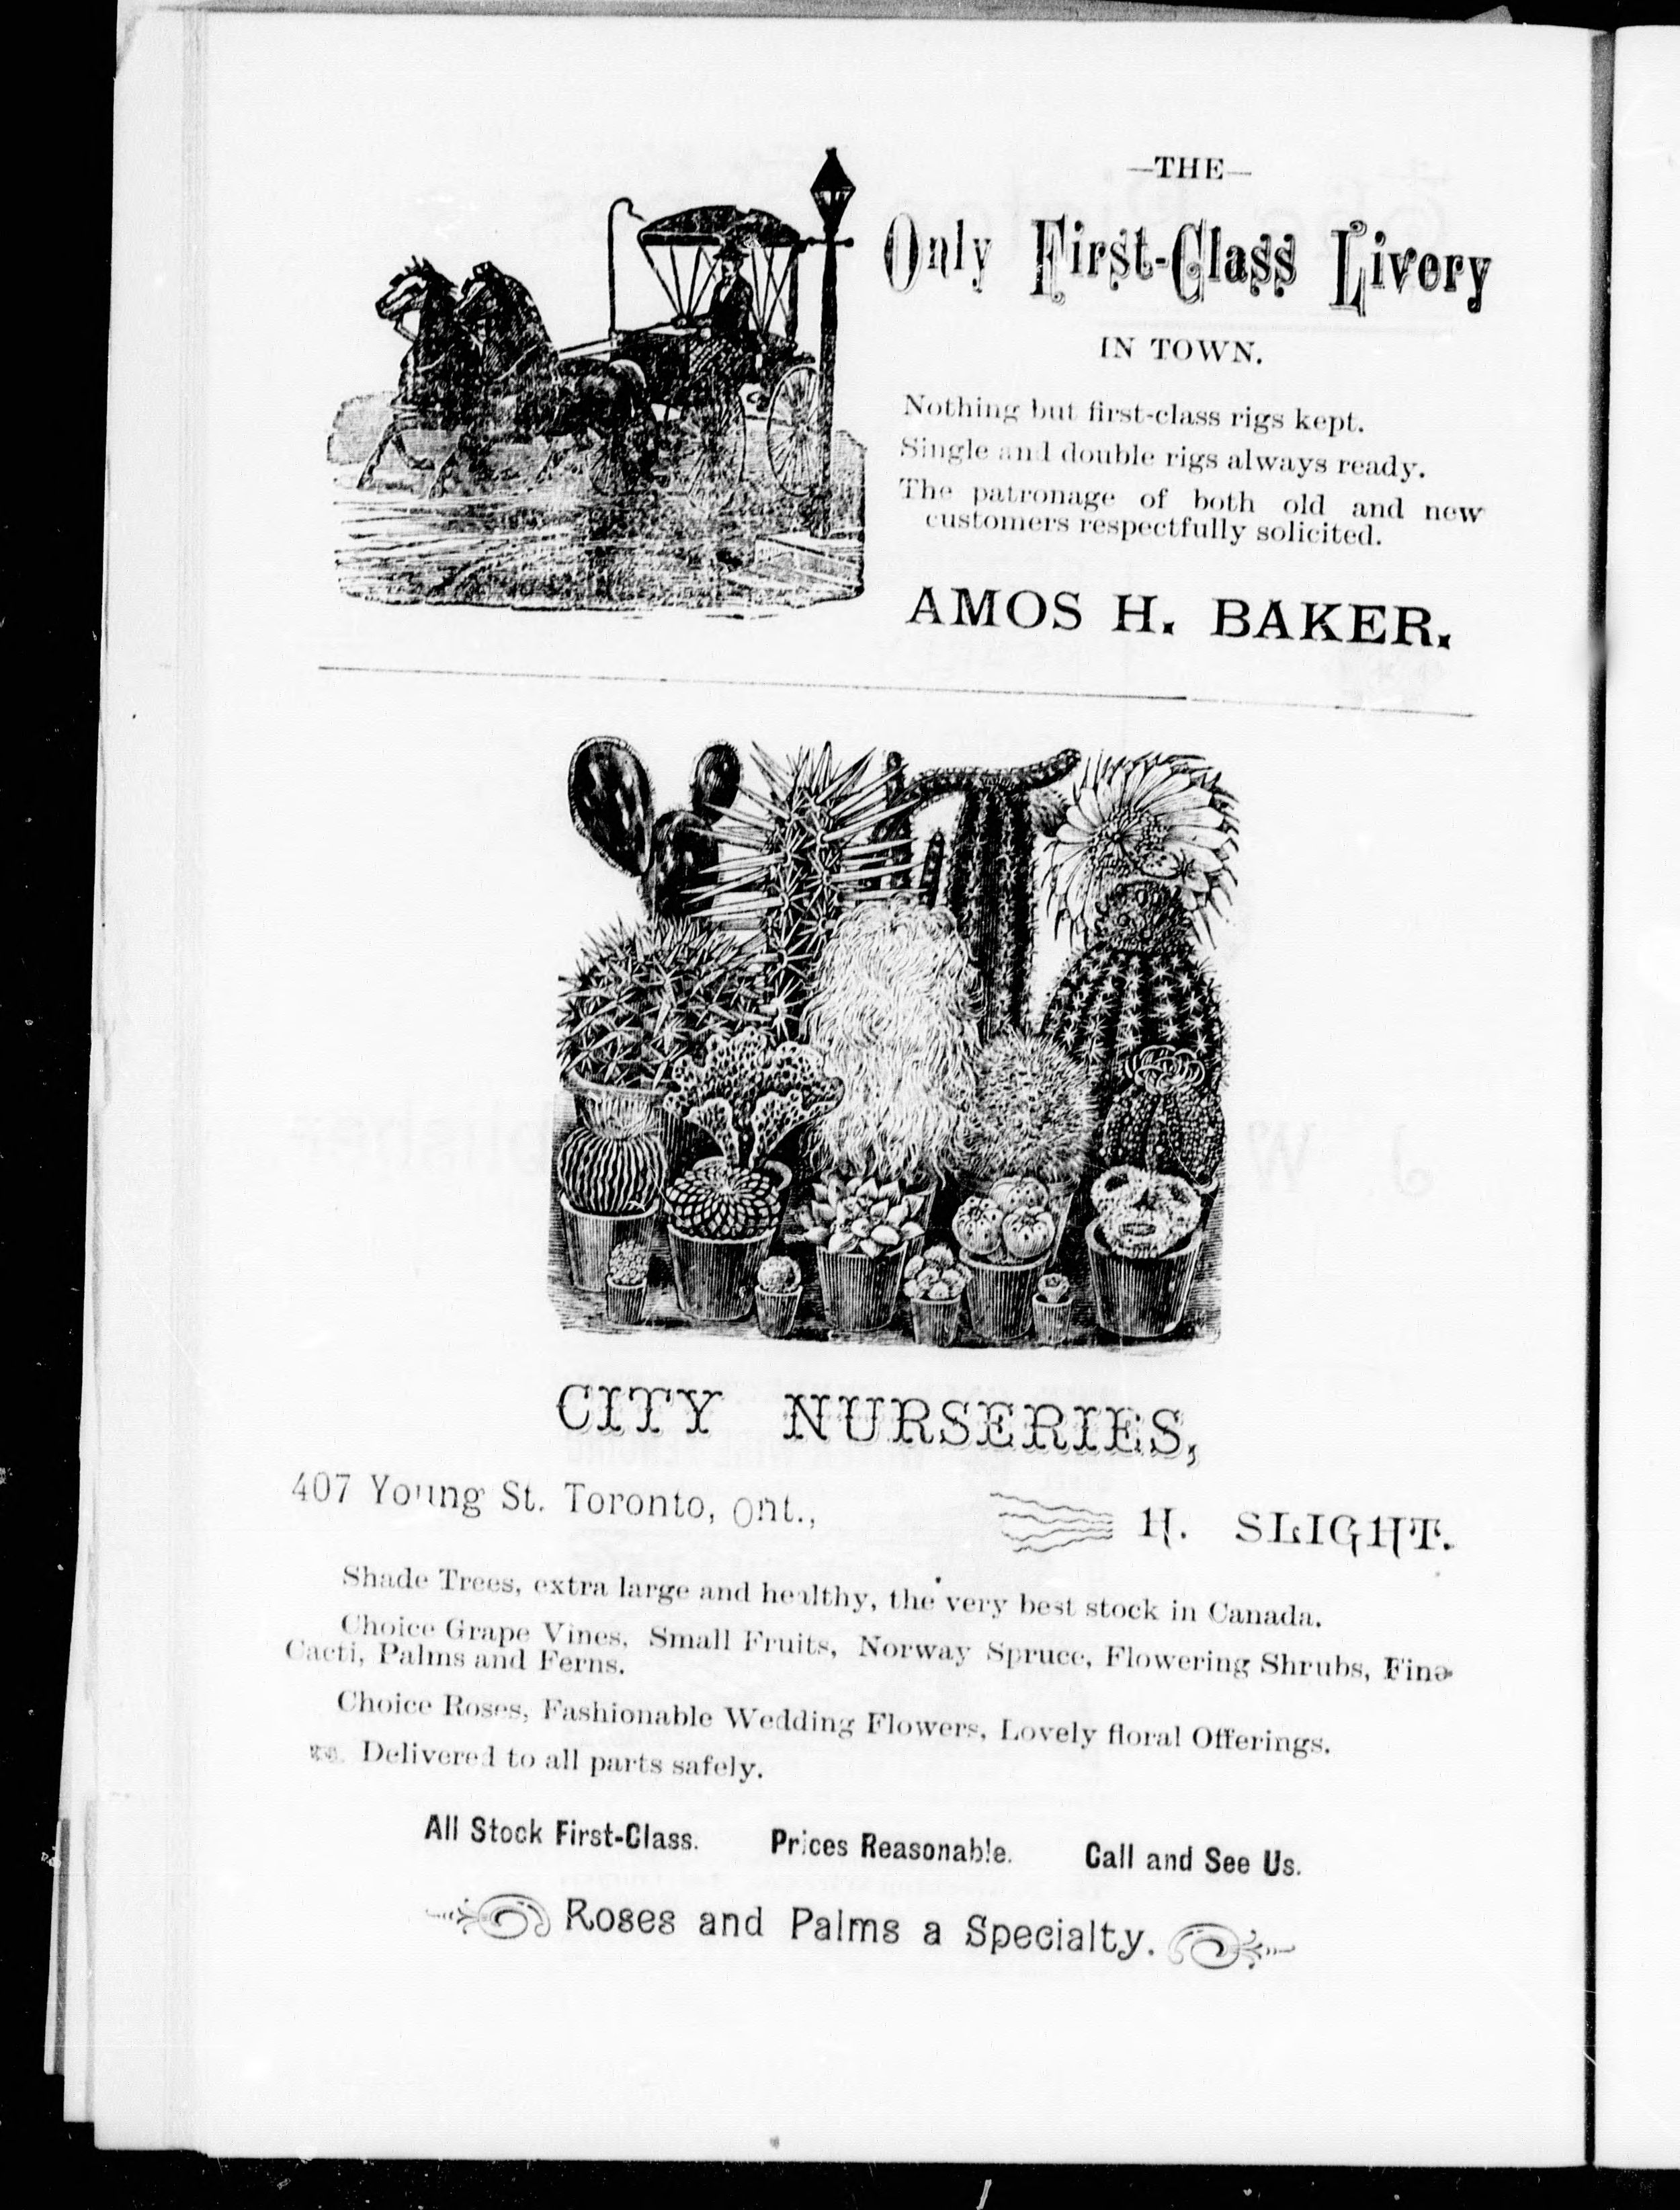 —THE—
Only First-Class Livery
IN TOWN.
Nothing but first-class rigs kept.
Single and double rigs always ready.
The patronage of both old and new
customers respectfully solicited.
AMOS H. BAKER.
CITY NURSERIES,
407 Young St. Toronto, Ont.,
H. SLIGHT.
Shade Trees, extra large and healthy, the very best stock in Canada.
Choice Grape Vines, Small Fruits, Norway Spruce, Flowering Shrubs, Fine
Cacti, Palms and Ferns.
Choice Roses, Fashionable Wedding Flowers, Lovely floral Offerings.
Delivered to all parts safely.
All Stock First-Class. Prices Reasonable. Call and See Us.
Roses and Palms a Specialty.